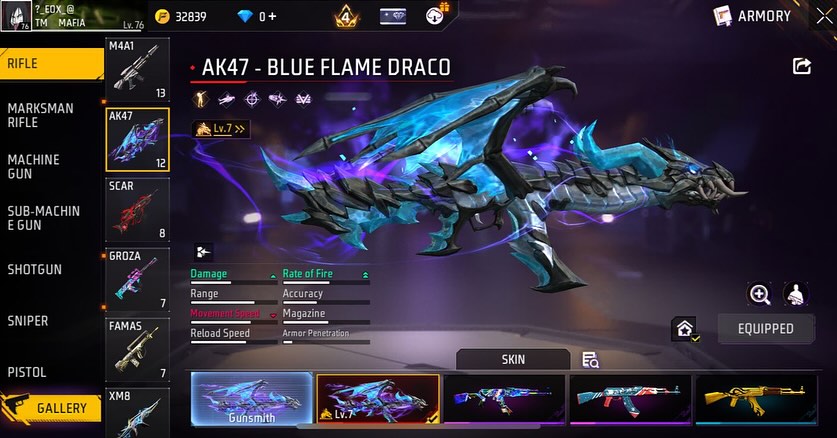 ?_EOX_@
TM MAFIA
Lv. 76
76
32839
0 +
4
ARMORY
RIFLE
MARKSMAN
RIFLE
MACHINE
GUN
SUB-MACHIN
E GUN
SHOTGUN
SNIPER
PISTOL
GALLERY
M4A1
13
AK47
12
SCAR
8
GROZA
7
FAMAS
7
XM8
AK47 - BLUE FLAME DRACO
Lv.7
Damage
Rate of Fire
Range
Accuracy
Movement Speed
Magazine
Reload Speed
Armor Penetration
EQUIPPED
SKIN
Gunsmith
Lv.7